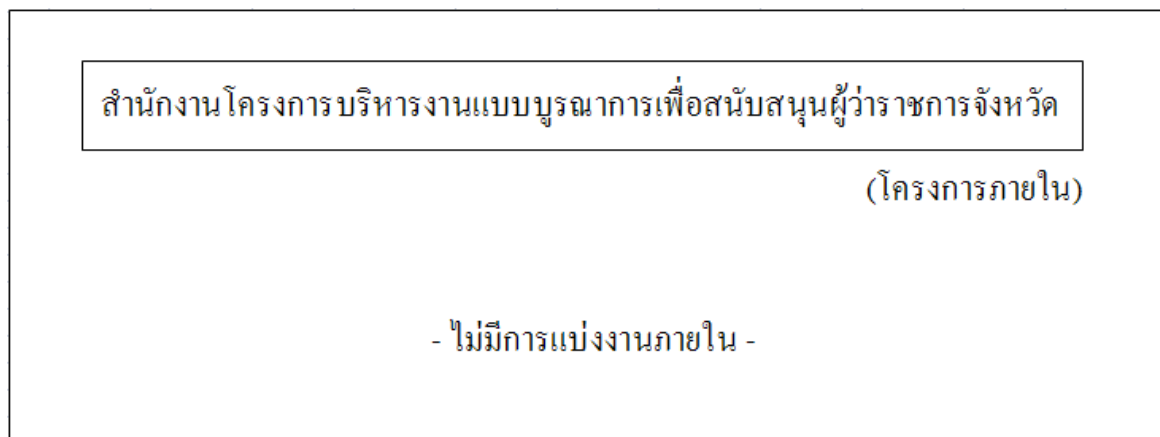 สำนักงานโครงการบริหารงานแบบบูรณาการเพื่อสนับสนุนผู้ว่าราชการจังหวัด
(โครงการภายใน)
- ไม่มีการแบ่งงานภายใน -